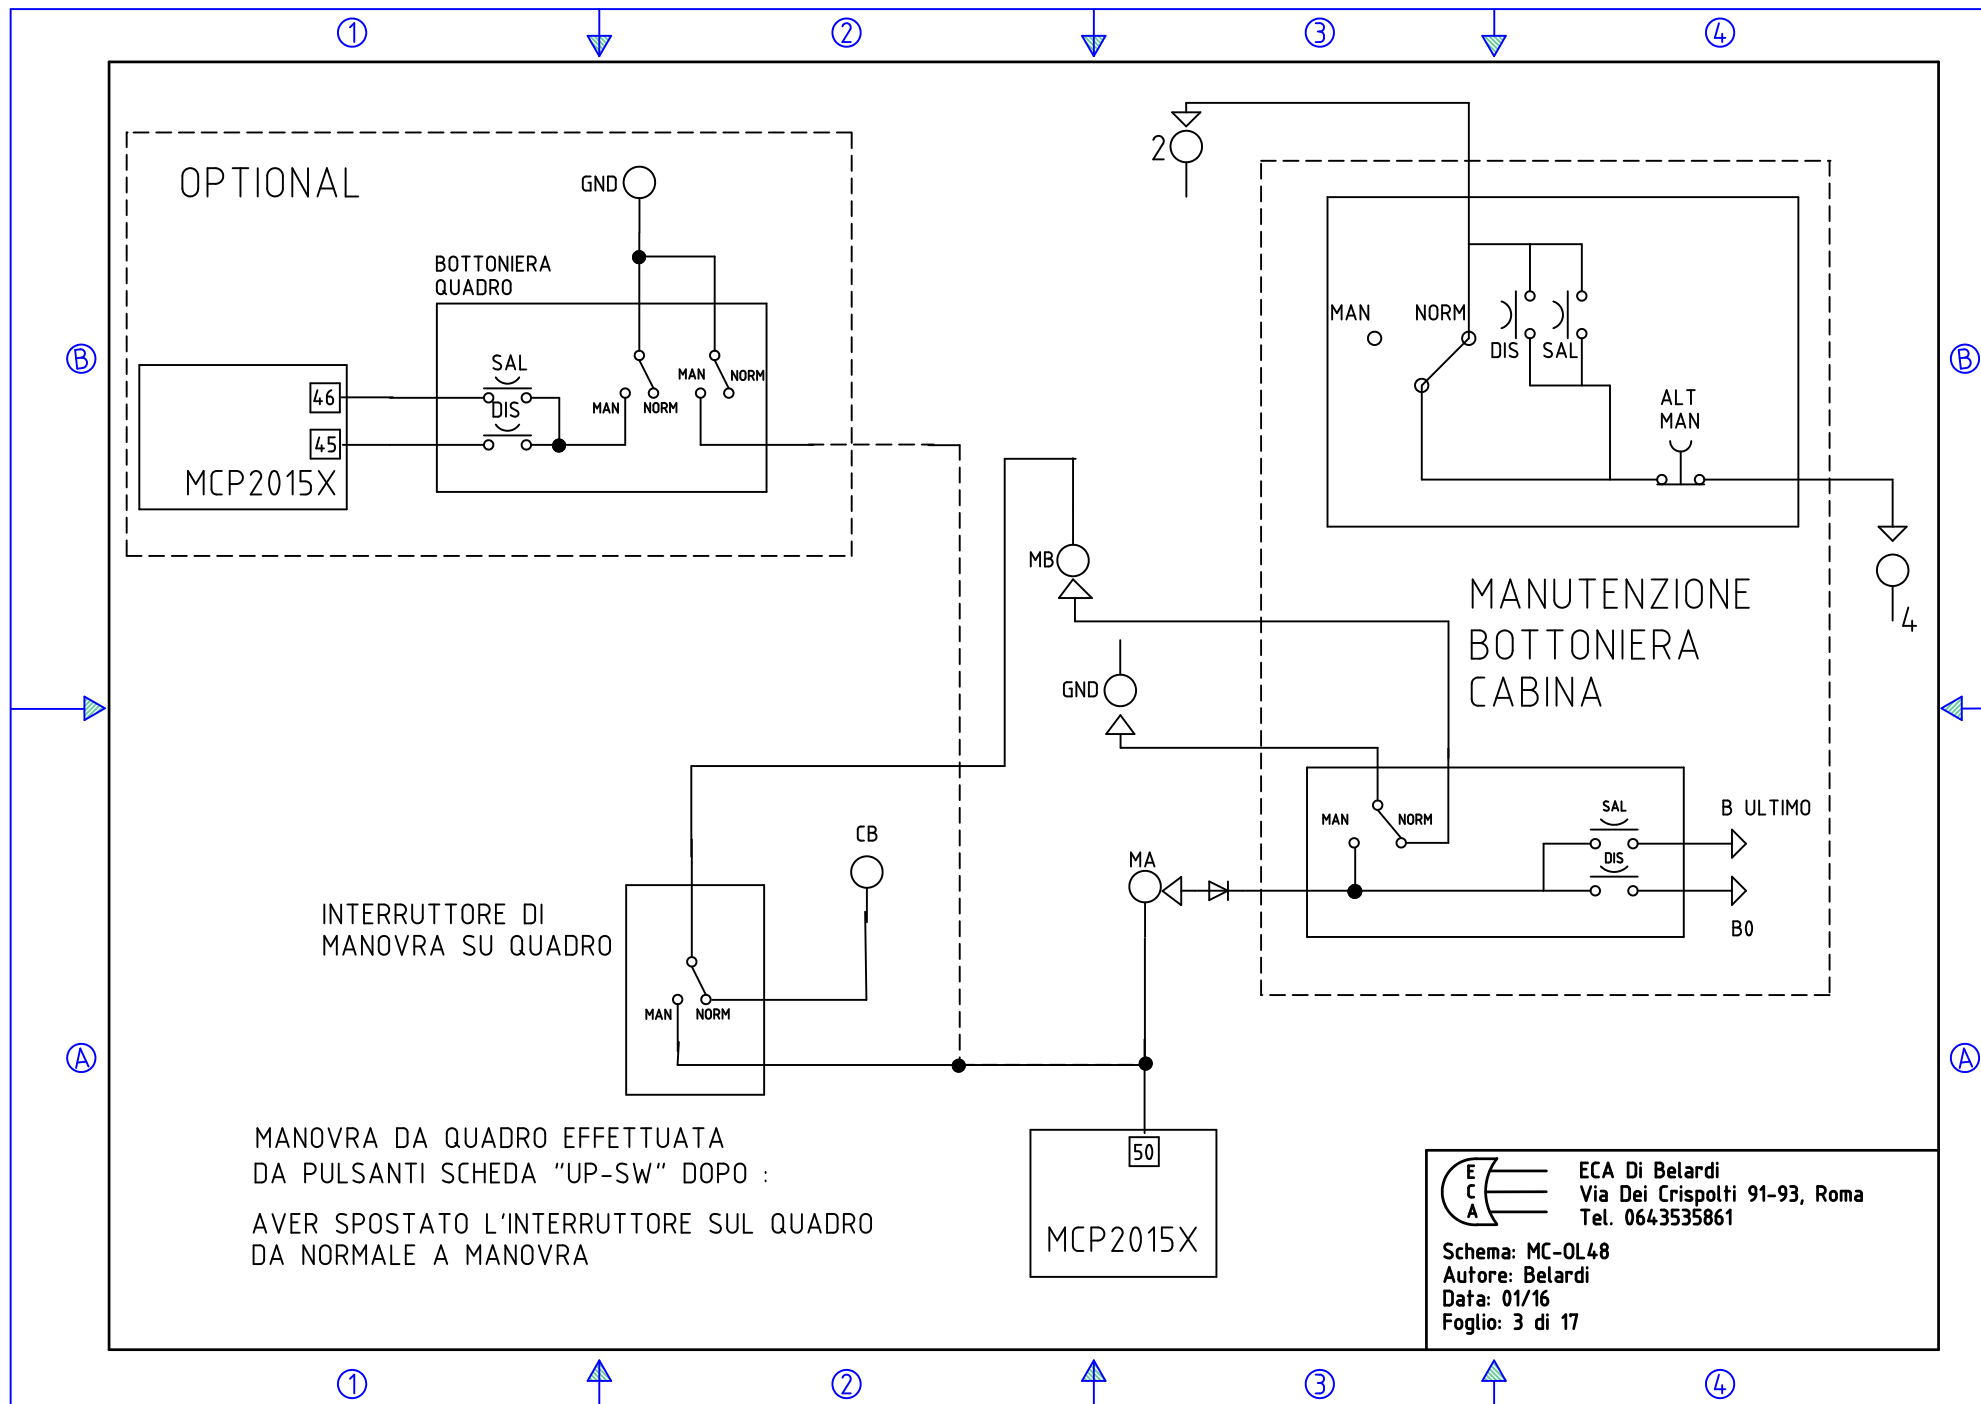 1 2 3 4
OPTIONAL
GND
2
BOTTONIERA
QUADRO
SAL
DIS
MAN NORM
MAN NORM
46
45
MCP2015X
MAN NORM
DIS SAL
ALT
MAN
B B
MB
4
MANUTENZIONE
BOTTONIERA
CABINA
GND
MAN NORM
SAL
DIS
B ULTIMO
B0
MA
CB
INTERRUTTORE DI
MANOVRA SU QUADRO
MAN NORM
A A
MANOVRA DA QUADRO EFFETTUATA
DA PULSANTI SCHEDA "UP-SW" DOPO :
AVER SPOSTATO L'INTERRUTTORE SUL QUADRO
DA NORMALE A MANOVRA
50
MCP2015X
E
C
A
ECA Di Belardi
Via Dei Crispolti 91-93, Roma
Tel. 0643535861
Schema: MC-OL48
Autore: Belardi
Data: 01/16
Foglio: 3 di 17
1 2 3 4